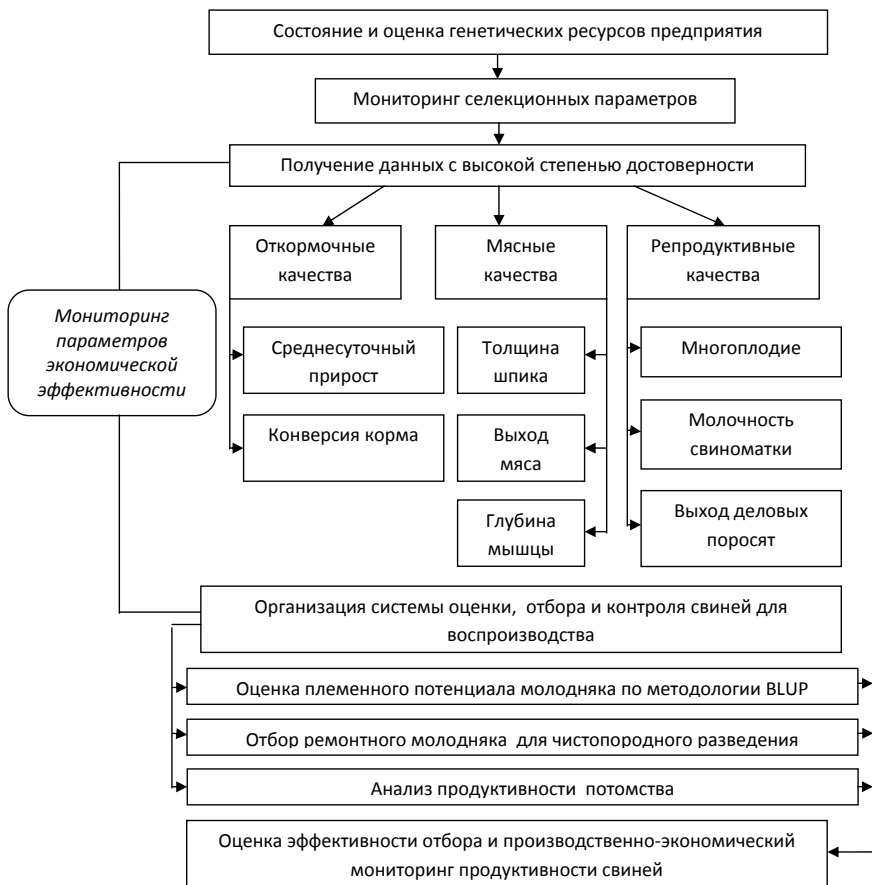 Состояние и оценка генетических ресурсов предприятия
Мониторинг селекционных параметров
Получение данных с высокой степенью достоверности
Откормочные
качества
Мясные
качества
Репродуктивные
качества
Мониторинг
параметров
экономической
эффективности
Среднесуточный
прирост
Толщина
шпика
Многоплодие
Конверсия корма
Выход
мяса
Молочность
свиноматки
Глубина
мышцы
Выход деловых
поросят
Организация системы оценки, отбора и контроля свиней для
воспроизводства
Оценка племенного потенциала молодняка по методологии BLUP
Отбор ремонтного молодняка для чистопородного разведения
Анализ продуктивности потомства
Оценка эффективности отбора и производственно-экономический
мониторинг продуктивности свиней